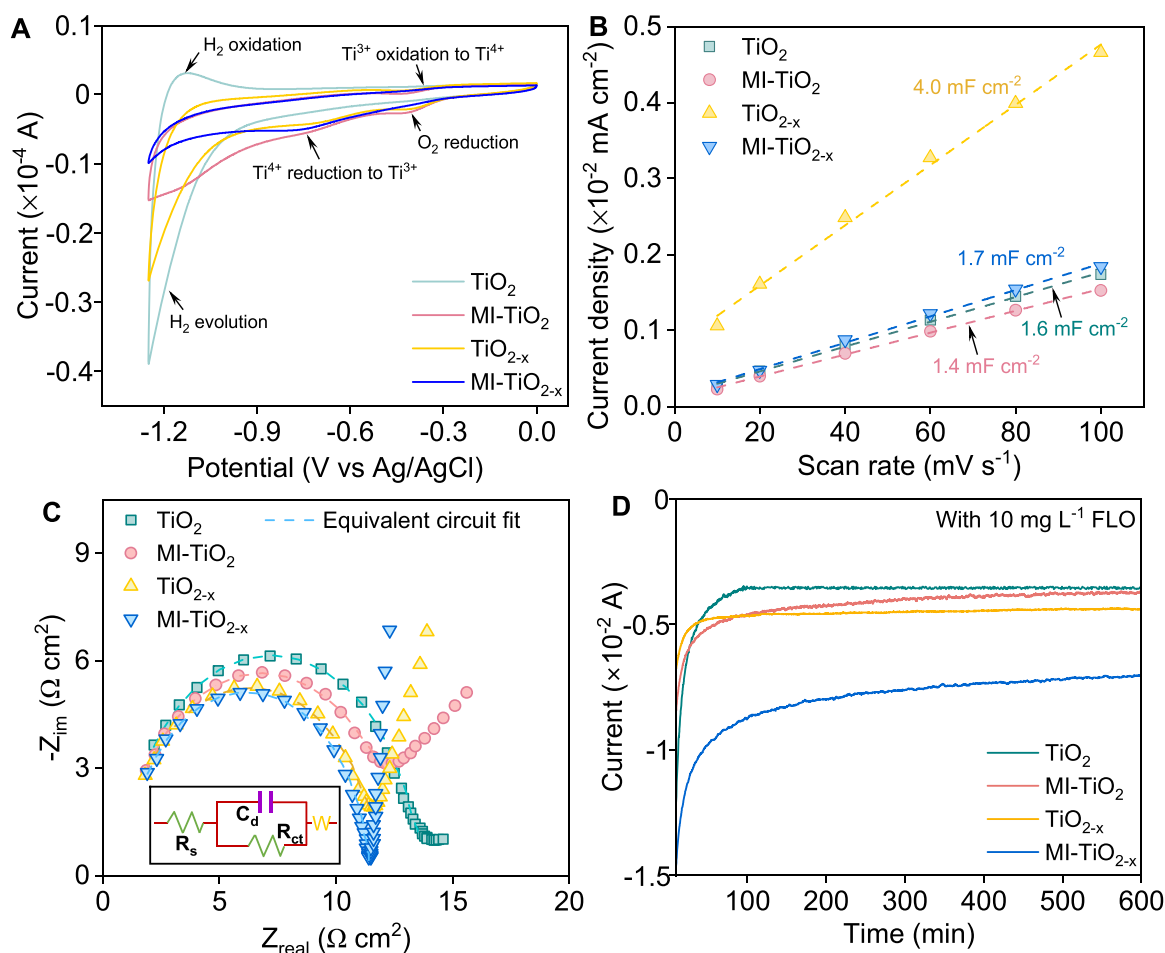 A
0.1
0
-0.1
-0.2
-0.3
-0.4
Current (×10⁻⁴ A)
H₂ oxidation
Ti³⁺ oxidation to Ti⁴⁺
O₂ reduction
Ti⁴⁺ reduction to Ti³⁺
H₂ evolution
TiO₂
MI-TiO₂
TiO₂₋ₓ
MI-TiO₂₋ₓ
-1.2 -0.9 -0.6 -0.3 0.0
Potential (V vs Ag/AgCl)
B
0.5
0.4
0.3
0.2
0.1
0.0
Current density (×10⁻² mA cm⁻²)
TiO₂
MI-TiO₂
TiO₂₋ₓ
MI-TiO₂₋ₓ
4.0 mF cm⁻²
1.7 mF cm⁻²
1.6 mF cm⁻²
1.4 mF cm⁻²
0 20 40 60 80 100
Scan rate (mV s⁻¹)
C
9
6
3
0
-Zᵢₘ (Ω cm²)
TiO₂
MI-TiO₂
TiO₂₋ₓ
MI-TiO₂₋ₓ
Equivalent circuit fit
Rₛ
C_d
R_ct
W
0 5 10 15 20
Z_real (Ω cm²)
D
0
-0.5
-1
-1.5
Current (×10⁻² A)
With 10 mg L⁻¹ FLO
TiO₂
MI-TiO₂
TiO₂₋ₓ
MI-TiO₂₋ₓ
100 200 300 400 500 600
Time (min)